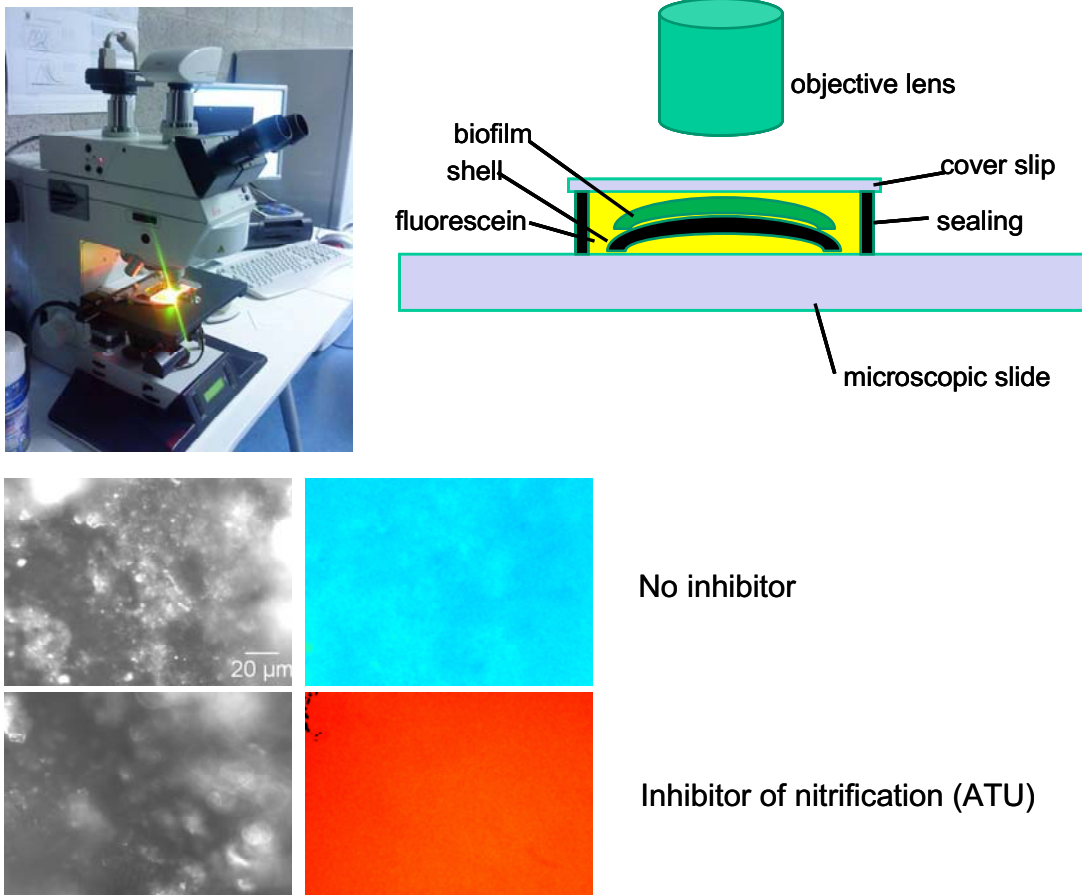 objective lens
biofilm
shell
fluorescein
cover slip
sealing
microscopic slide
No inhibitor
20 µm
Inhibitor of nitrification (ATU)